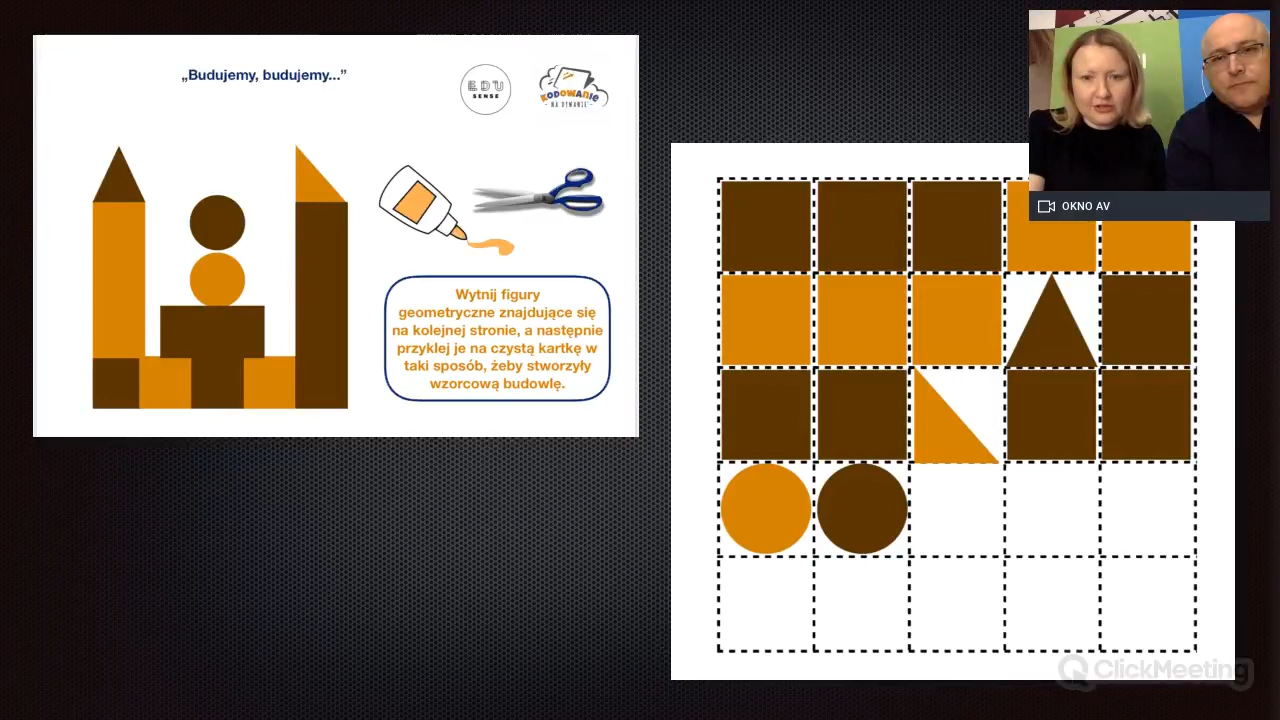 „Budujemy, budujemy...”
EDU
SENSE
KODOWANIE
NA DYWANIE
Wytnij figury
geometryczne znajdujące się
na kolejnej stronie, a następnie
przyklej je na czystą kartkę w
taki sposób, żeby stworzyły
wzorcową budowlę.
OKNO AV
ClickMeeting